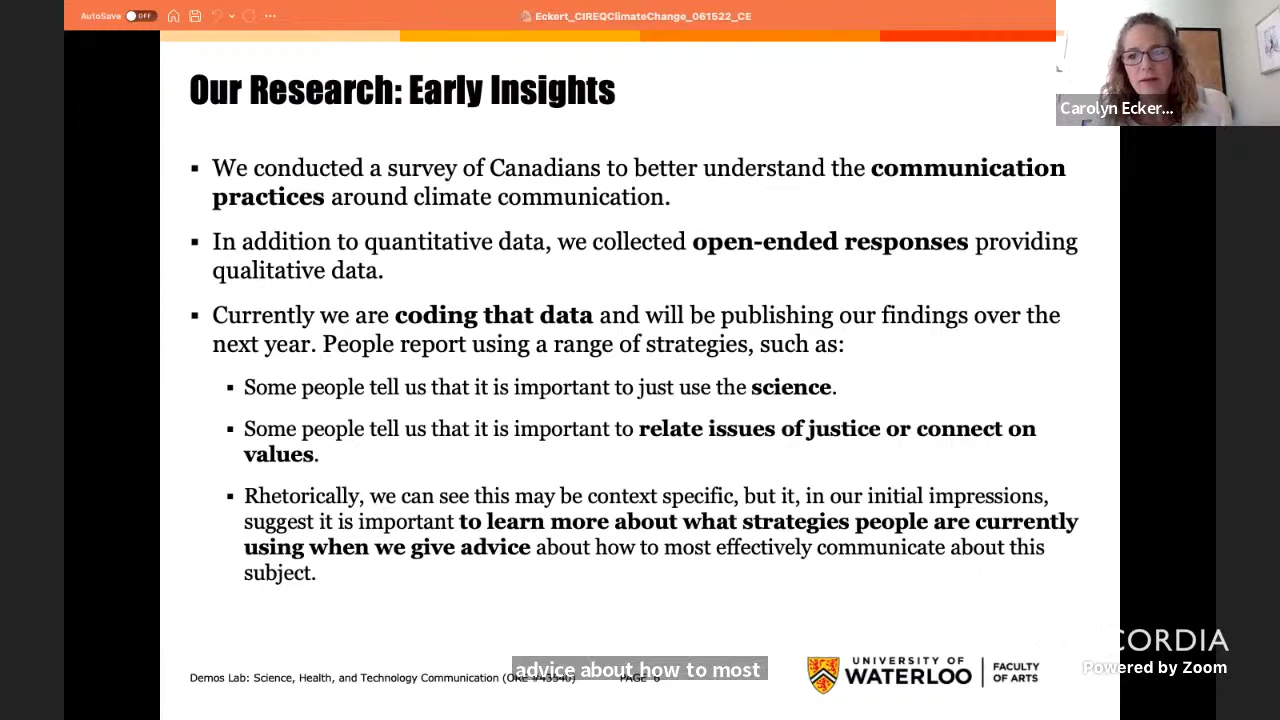 AutoSave OFF
Eckert_CIREQClimateChange_061522_CE
Our Research: Early Insights
Carolyn Ecker...
▪ We conducted a survey of Canadians to better understand the communication
practices around climate communication.
▪ In addition to quantitative data, we collected open-ended responses providing
qualitative data.
▪ Currently we are coding that data and will be publishing our findings over the
next year. People report using a range of strategies, such as:
▪ Some people tell us that it is important to just use the science.
▪ Some people tell us that it is important to relate issues of justice or connect on
values.
▪ Rhetorically, we can see this may be context specific, but it, in our initial impressions,
suggest it is important to learn more about what strategies people are currently
using when we give advice about how to most effectively communicate about this
subject.
CORDIA
Powered by Zoom
advice about how to most
Demos Lab: Science, Health, and Technology Communication
PAGE
UNIVERSITY OF
WATERLOO
FACULTY
OF ARTS